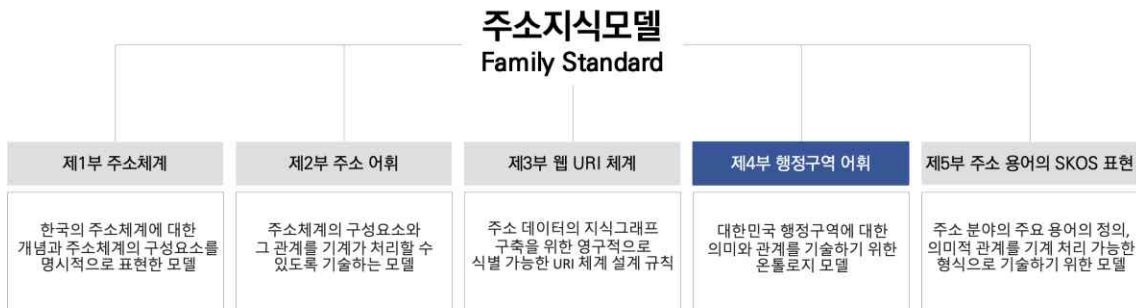 주소지식모델
Family Standard
제1부 주소체계
한국의 주소체계에 대한
개념과 주소체계의 구성요소를
명시적으로 표현한 모델
제2부 주소 어휘
주소체계의 구성요소와
그 관계를 기계가 처리할 수
있도록 기술하는 모델
제3부 웹 URI 체계
주소 데이터의 지식그래프
구축을 위한 영구적으로
식별 가능한 URI 체계 설계 규칙
제4부 행정구역 어휘
대한민국 행정구역에 대한
의미와 관계를 기술하기 위한
온톨로지 모델
제5부 주소 용어의 SKOS 표현
주소 분야의 주요 용어의 정의,
의미적 관계를 기계 처리 가능한
형식으로 기술하기 위한 모델